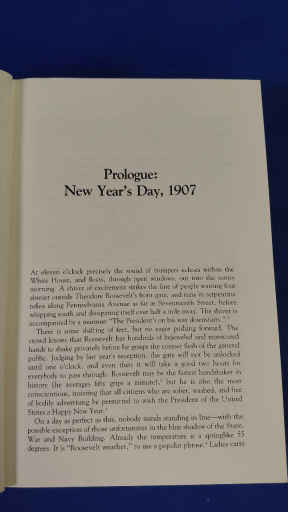 Prologue:
New Year's Day, 1907
At eleven o'clock precisely the sound of trumpets echoes within the
White House, and floats, through open windows, out into the sunny
morning. A shiver of excitement strikes the line of people waiting four
abreast outside Theodore Roosevelt's front gate, and runs in serpentine
reflex along Pennsylvania Avenue as far as Seventeenth Street, before
whipping south and dissipating itself over half a mile away. The shiver is
accompanied by a murmur: "The President's on his way downstairs."
There is some shifting of feet, but no eager pushing forward. The
crowd knows that Roosevelt has hundreds of bejeweled and manicured
hands to shake privately before he grasps the coarser flesh of the general
public. Judging by last year's reception, the gate will not be unlocked
until one o'clock, and even then it will take a good two hours for
everybody to pass through. Roosevelt may be the fastest handshaker in
history (he averages fifty grips a minute), but he is also the most
conscientious, insisting that all citizens who are sober, washed, and free
of bodily advertising be permitted to wish the President of the United
States a Happy New Year.
On a day as perfect as this, nobody minds standing in line—with the
possible exception of those unfortunates in the blue shadow of the State,
War and Navy Building. Already the temperature is a springlike 55
degrees. It is "Roosevelt weather," to use a popular phrase. Ladies carry